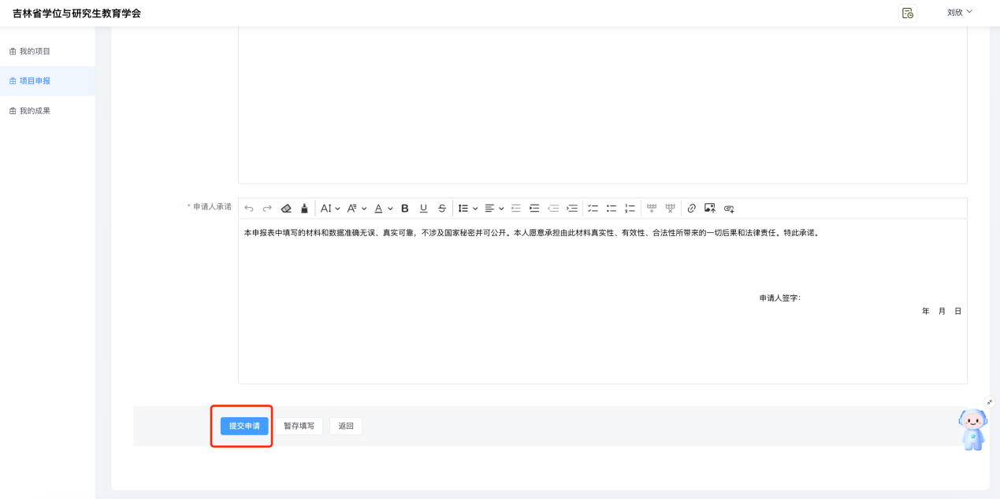 吉林省学位与研究生教育学会
刘欣
我的项目
项目申报
我的成果
* 申请人承诺
本申报表中填写的材料和数据准确无误、真实可靠，不涉及国家秘密并可公开。本人愿意承担由此材料真实性、有效性、合法性所带来的一切后果和法律责任。特此承诺。
申请人签字：
年 月 日
提交申请 暂存填写 返回